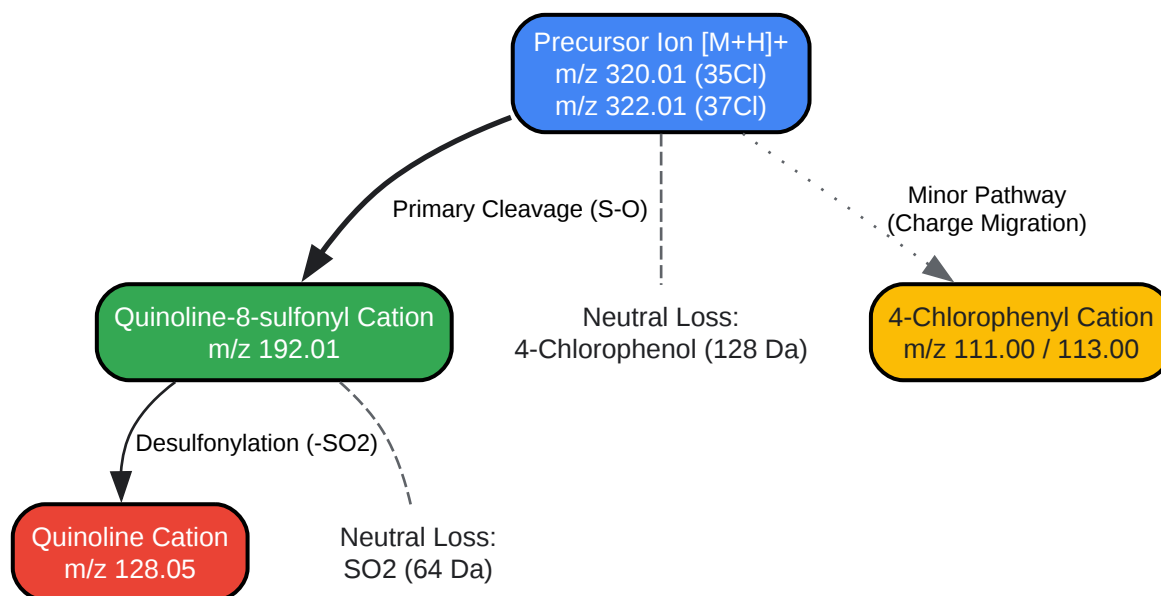 Precursor Ion [M+H]+
m/z 320.01 (35Cl)
m/z 322.01 (37Cl)
Primary Cleavage (S-O)
Minor Pathway
(Charge Migration)
Quinoline-8-sulfonyl Cation
m/z 192.01
Neutral Loss:
4-Chlorophenol (128 Da)
4-Chlorophenyl Cation
m/z 111.00 / 113.00
Desulfonylation (-SO2)
Quinoline Cation
m/z 128.05
Neutral Loss:
SO2 (64 Da)